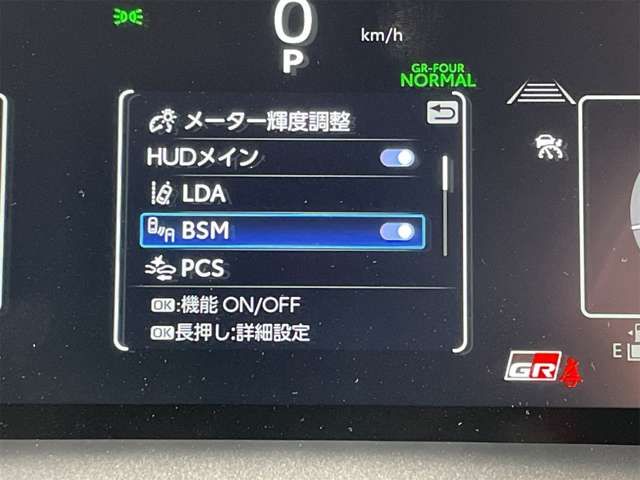 0
km/h
P
GR-FOUR
NORMAL
メーター輝度調整
HUDメイン
LDA
BSM
PCS
OK:機能 ON/OFF
OK長押し:詳細設定
GR
E